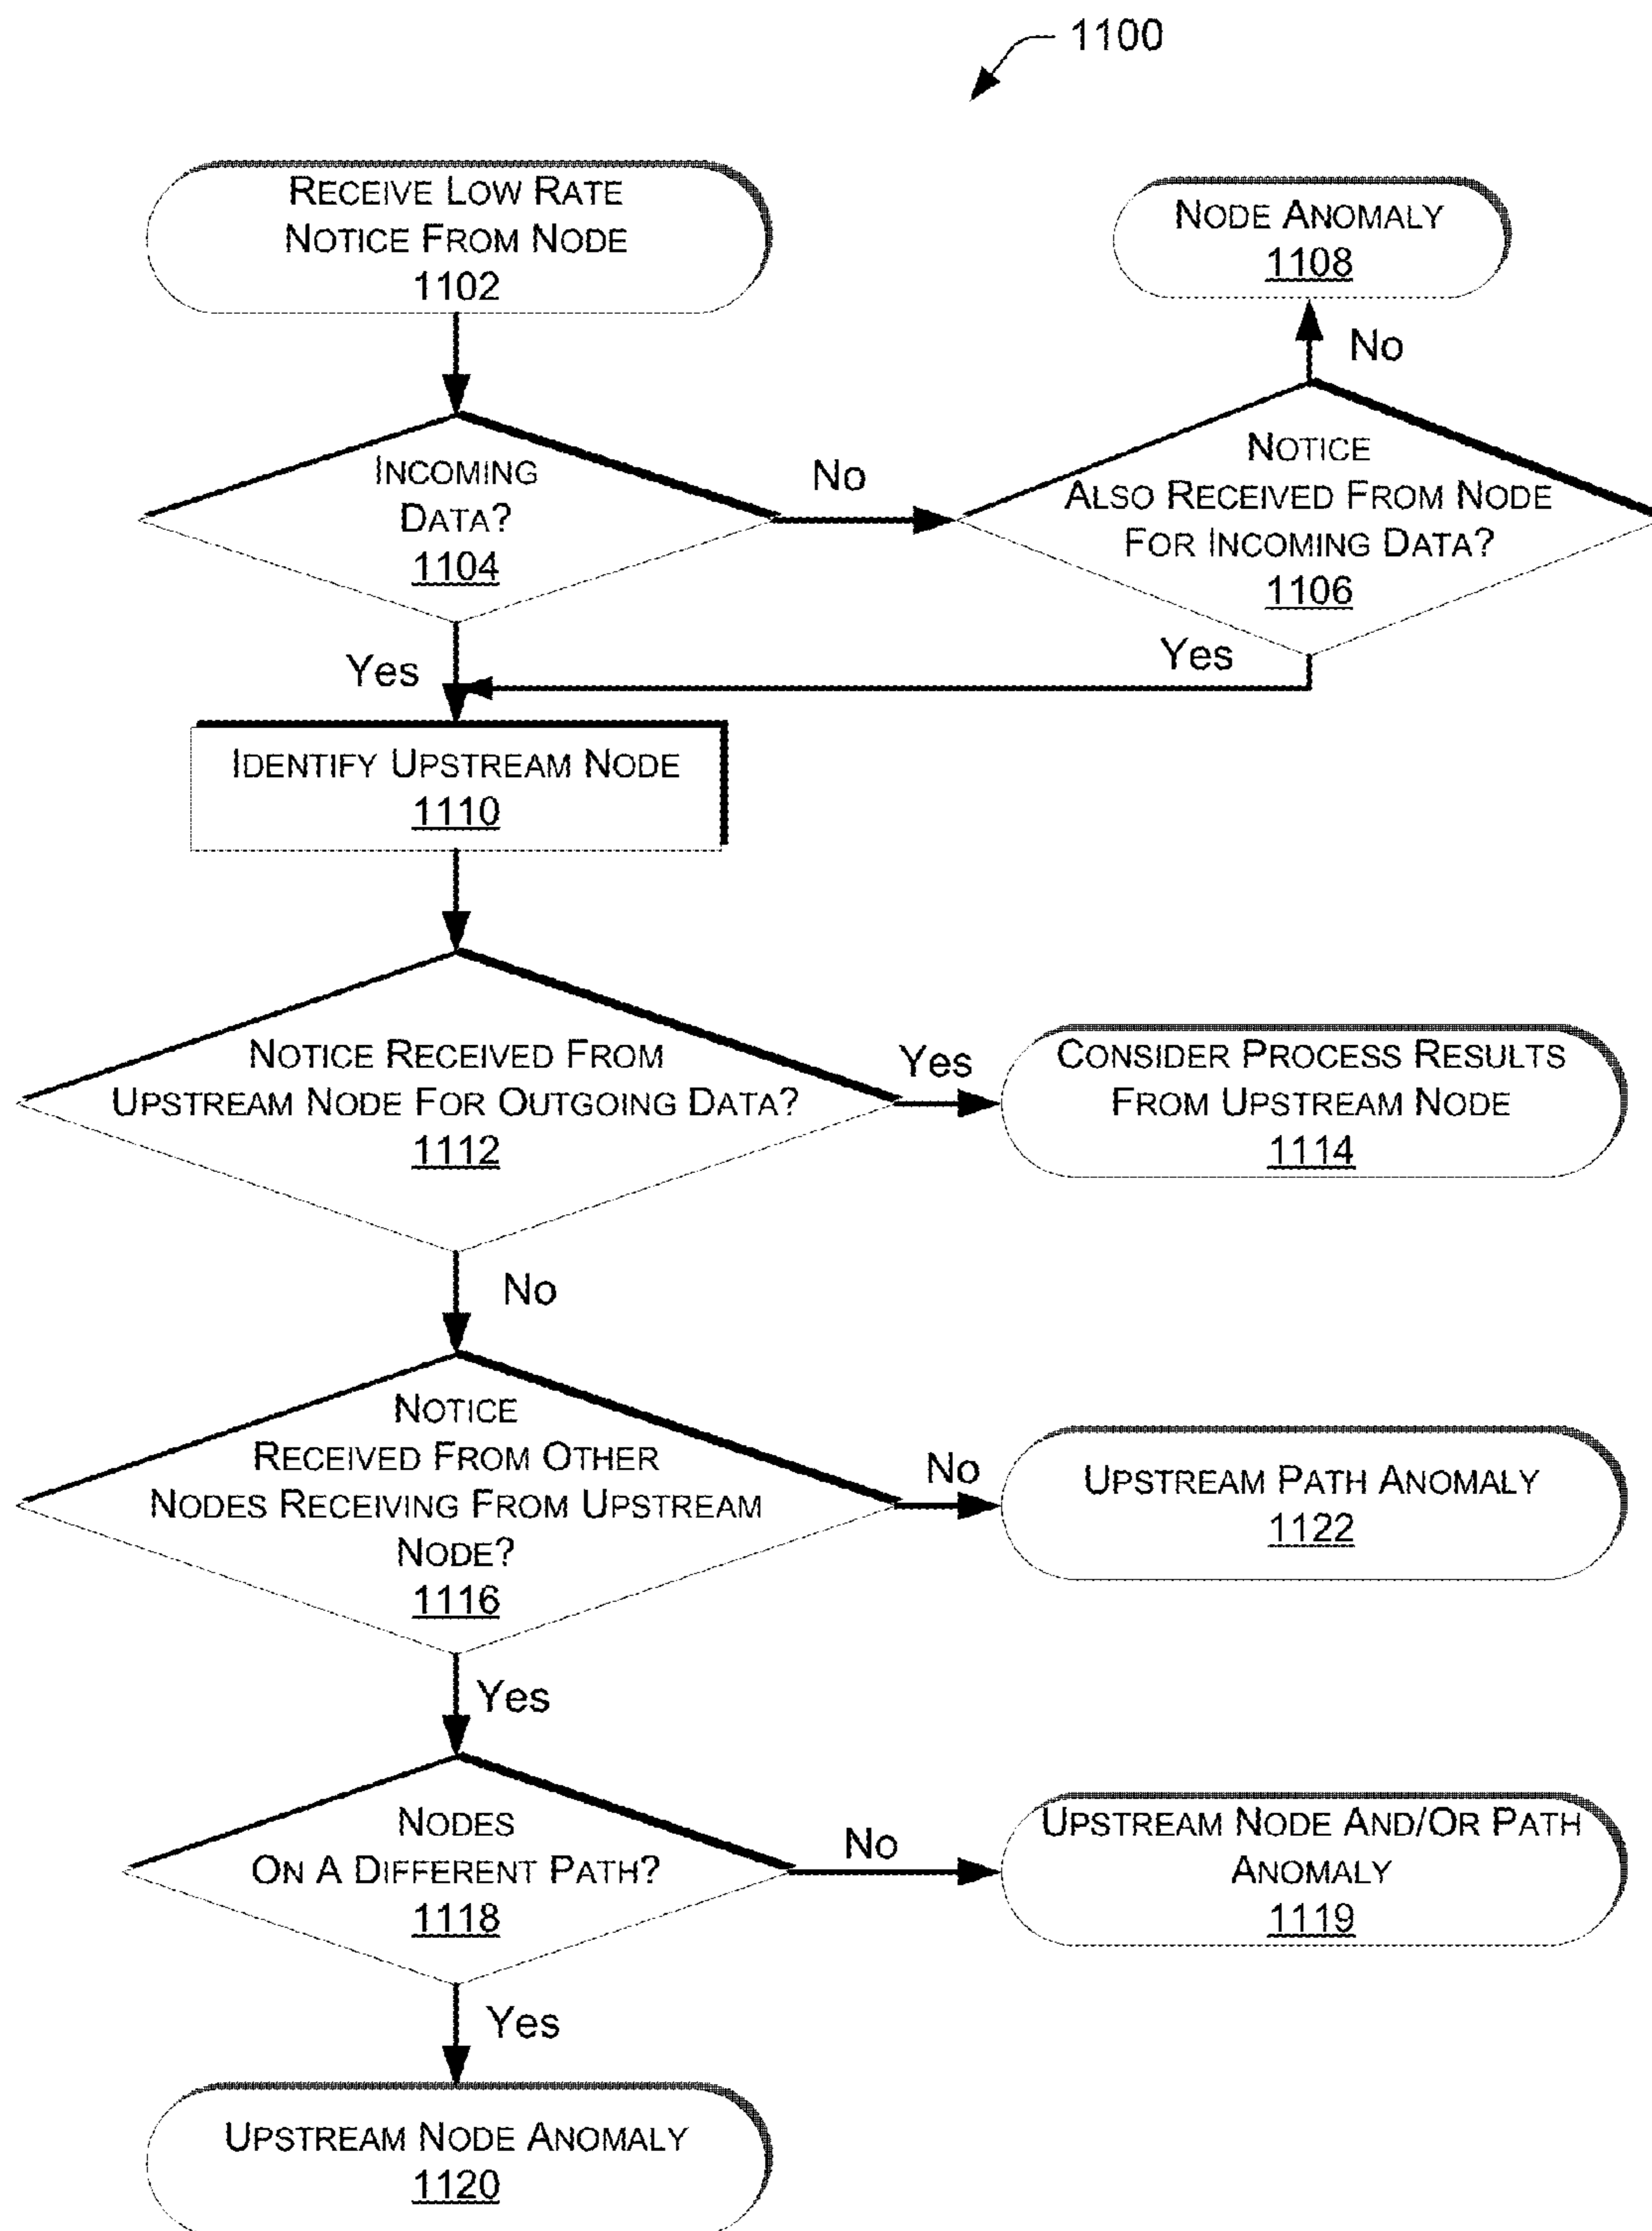 1100
RECEIVE LOW RATE
NOTICE FROM NODE
1102
NODE ANOMALY
1108
No
INCOMING
DATA?
1104
No
NOTICE
ALSO RECEIVED FROM NODE
FOR INCOMING DATA?
1106
Yes
Yes
IDENTIFY UPSTREAM NODE
1110
NOTICE RECEIVED FROM
UPSTREAM NODE FOR OUTGOING DATA?
1112
Yes
CONSIDER PROCESS RESULTS
FROM UPSTREAM NODE
1114
No
NOTICE
RECEIVED FROM OTHER
NODES RECEIVING FROM UPSTREAM
NODE?
1116
No
UPSTREAM PATH ANOMALY
1122
Yes
NODES
ON A DIFFERENT PATH?
1118
No
UPSTREAM NODE AND/OR PATH
ANOMALY
1119
Yes
UPSTREAM NODE ANOMALY
1120